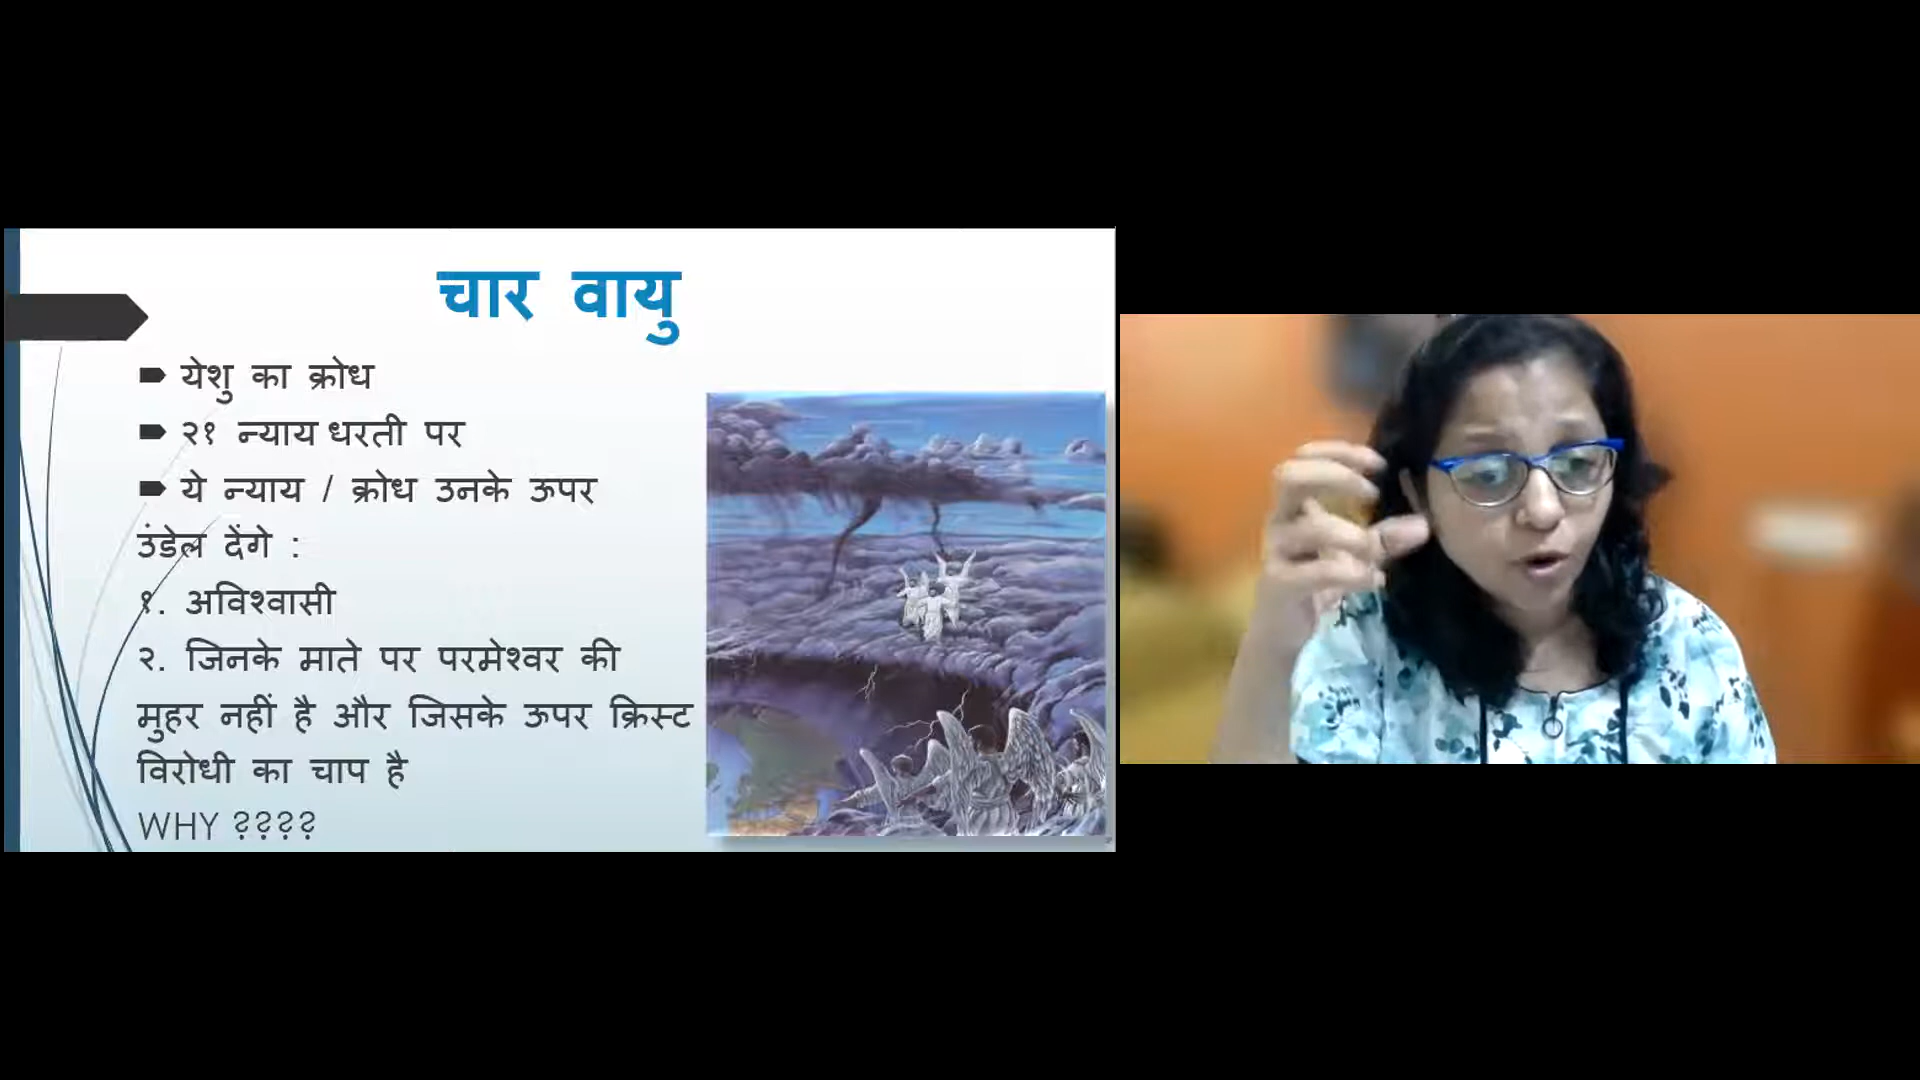 चार वायु
येशु का क्रोध
२१ न्याय धरती पर
ये न्याय / क्रोध उनके ऊपर
उंडेल देंगे :
१. अविश्वासी
२. जिनके माते पर परमेश्वर की
मुहर नहीं है और जिसके ऊपर क्रिस्ट
विरोधी का चाप है
WHY ????